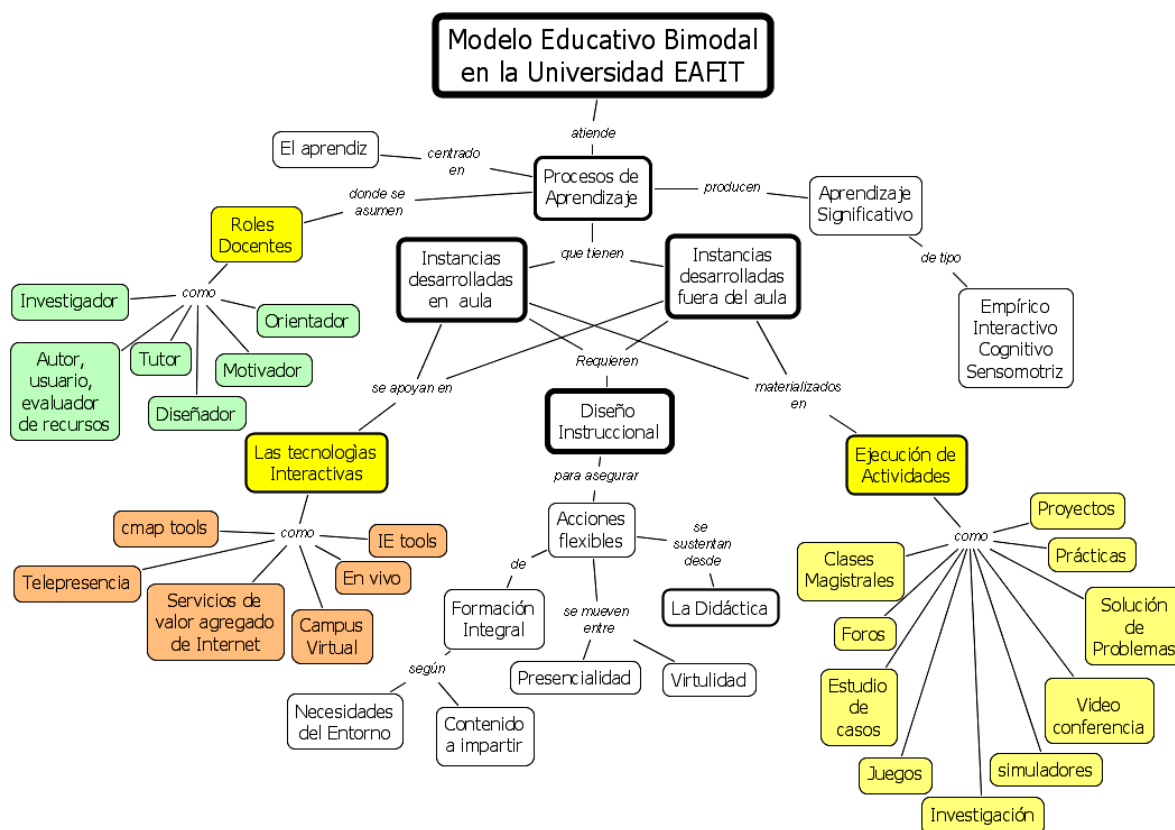 Modelo Educativo Bimodal
en la Universidad EAFIT
atiende
El aprendiz
centrado
en
Procesos de
Aprendizaje
producen
Aprendizaje
Significativo
donde se
asumen
Roles
Docentes
que tienen
Instancias
desarrolladas
en aula
Instancias
desarrolladas
fuera del aula
de tipo
Empírico
Interactivo
Cognitivo
Sensomotriz
como
Investigador
Orientador
Autor,
usuario,
evaluador
de recursos
Tutor
Motivador
Diseñador
se apoyan en
Requieren
materializados
en
Las tecnologìas
Interactivas
Diseño
Instruccional
Ejecución de
Actividades
como
cmap tools
IE tools
Telepresencia
En vivo
Servicios de
valor agregado
de Internet
Campus
Virtual
para asegurar
Acciones
flexibles
se
sustentan
desde
La Didáctica
de
Formación
Integral
se mueven
entre
Presencialidad
Virtulidad
según
Necesidades
del Entorno
Contenido
a impartir
como
Proyectos
Prácticas
Clases
Magistrales
Solución
de
Problemas
Foros
Estudio
de
casos
Video
conferencia
Juegos
simuladores
Investigación